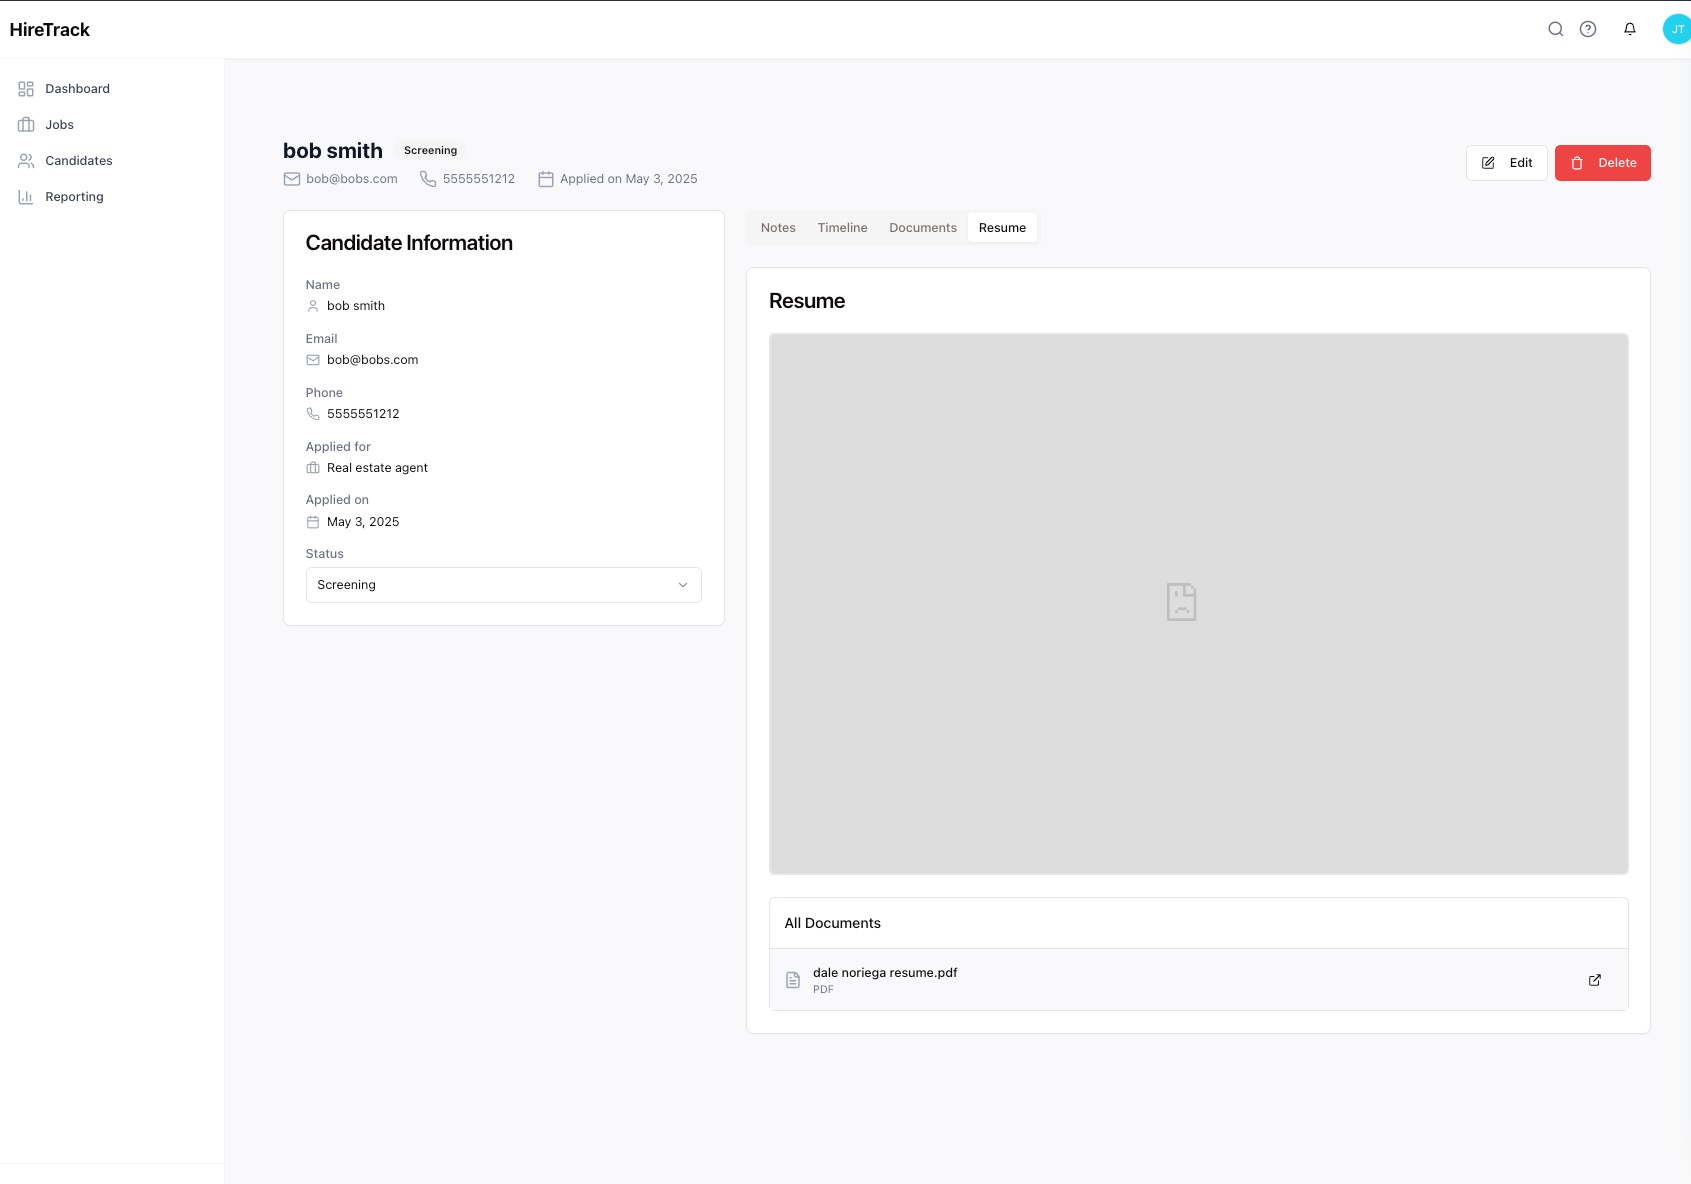 HireTrack
JT
Dashboard
Jobs
Candidates
Reporting
bob smith Screening
bob@bobs.com 5555551212 Applied on May 3, 2025
Edit Delete
Candidate Information
Name
bob smith
Email
bob@bobs.com
Phone
5555551212
Applied for
Real estate agent
Applied on
May 3, 2025
Status
Screening
Notes Timeline Documents Resume
Resume
All Documents
dale noriega resume.pdf
PDF